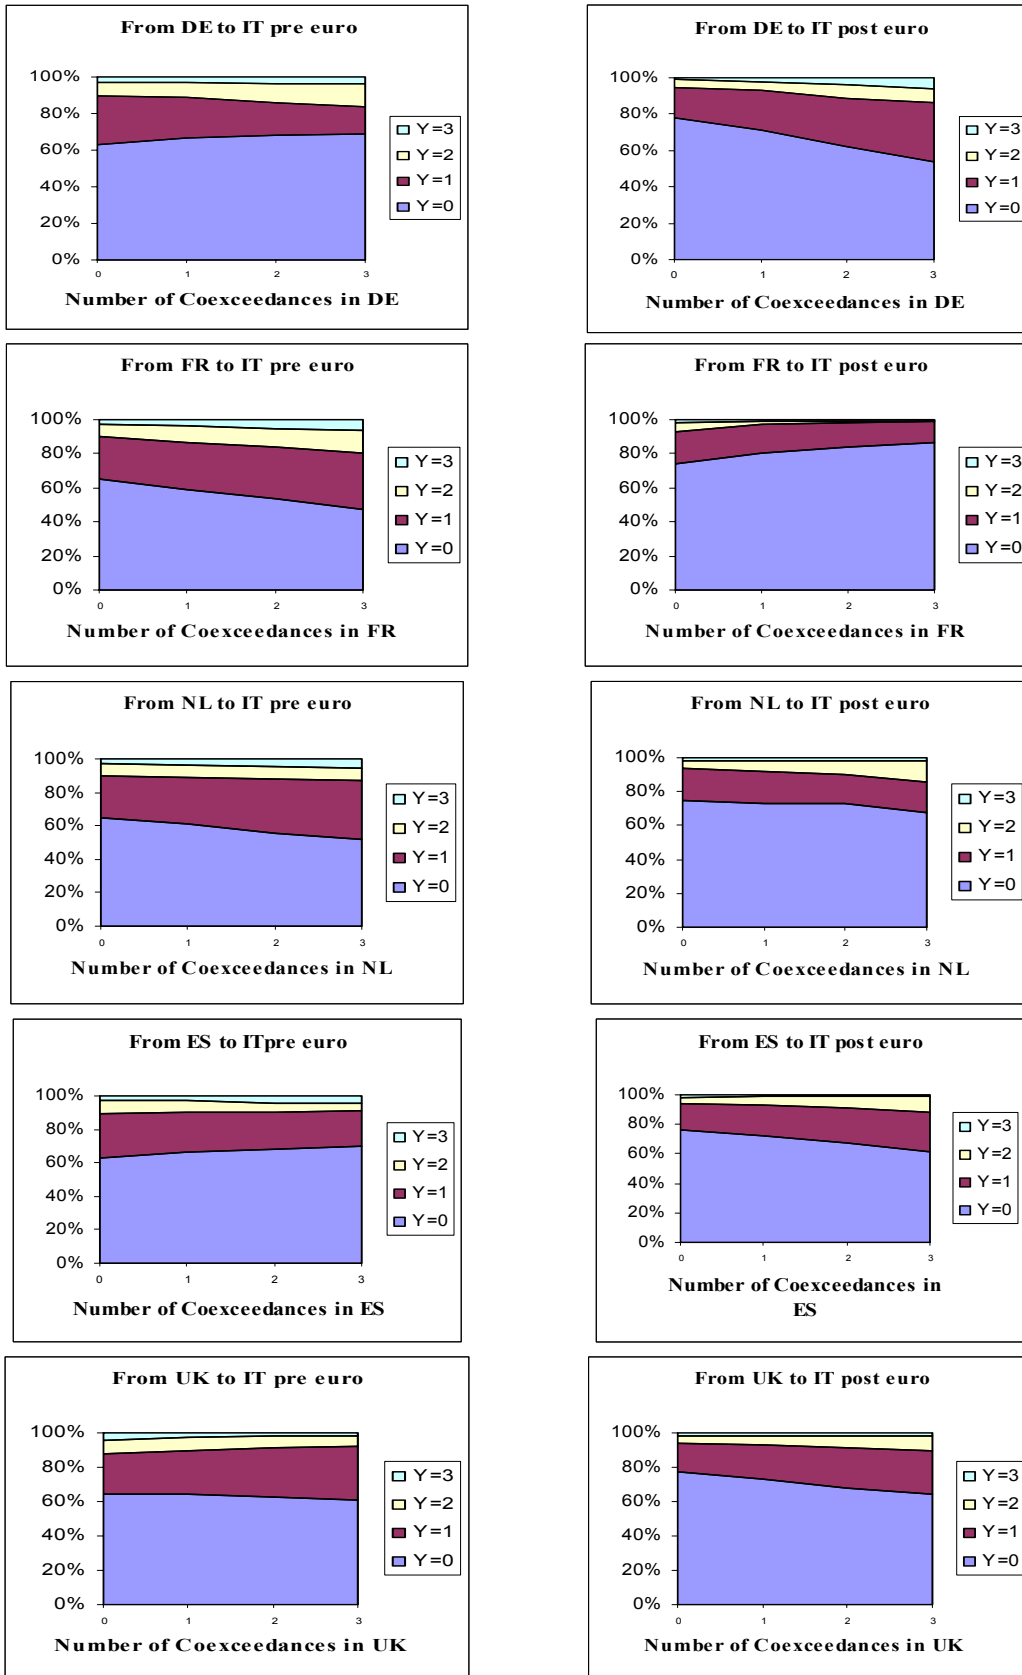 From DE to IT pre euro
100%
80%
60%
40%
20%
0%
0 1 2 3
Number of Coexceedances in DE
Y=3
Y=2
Y=1
Y=0
From DE to IT post euro
100%
80%
60%
40%
20%
0%
0 1 2 3
Number of Coexceedances in DE
Y=3
Y=2
Y=1
Y=0
From FR to IT pre euro
100%
80%
60%
40%
20%
0%
0 1 2 3
Number of Coexceedances in FR
Y=3
Y=2
Y=1
Y=0
From FR to IT post euro
100%
80%
60%
40%
20%
0%
0 1 2 3
Number of Coexceedances in FR
Y=3
Y=2
Y=1
Y=0
From NL to IT pre euro
100%
80%
60%
40%
20%
0%
0 1 2 3
Number of Coexceedances in NL
Y=3
Y=2
Y=1
Y=0
From NL to IT post euro
100%
80%
60%
40%
20%
0%
0 1 2 3
Number of Coexceedances in NL
Y=3
Y=2
Y=1
Y=0
From ES to ITpre euro
100%
80%
60%
40%
20%
0%
0 1 2 3
Number of Coexceedances in ES
Y=3
Y=2
Y=1
Y=0
From ES to IT post euro
100%
80%
60%
40%
20%
0%
0 1 2 3
Number of Coexceedances in
ES
Y=3
Y=2
Y=1
Y=0
From UK to IT pre euro
100%
80%
60%
40%
20%
0%
0 1 2 3
Number of Coexceedances in UK
Y=3
Y=2
Y=1
Y=0
From UK to IT post euro
100%
80%
60%
40%
20%
0%
0 1 2 3
Number of Coexceedances in UK
Y=3
Y=2
Y=1
Y=0